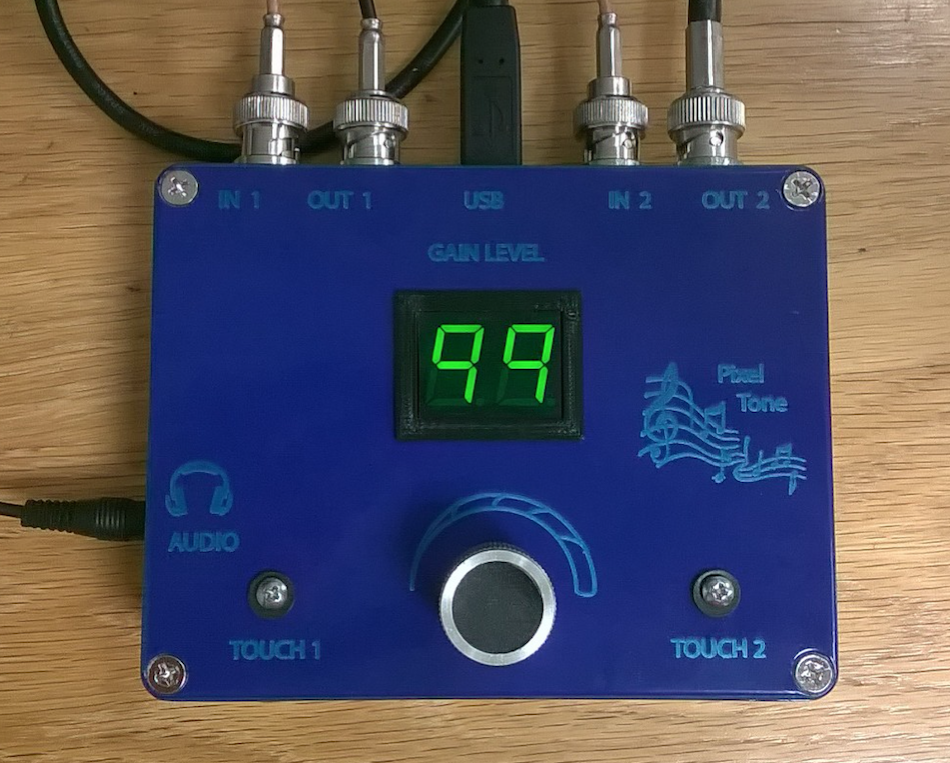 IN 1 OUT 1 USB IN 2 OUT 2
GAIN LEVEL
99
Pixel
Tone
AUDIO
TOUCH 1 TOUCH 2